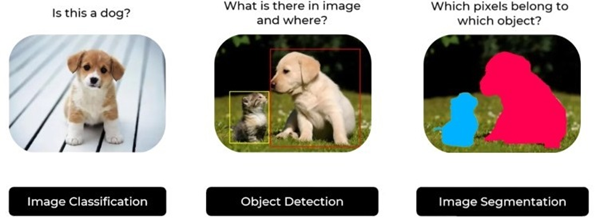 Is this a dog?
What is there in image
and where?
Which pixels belong to
which object?
Image Classification
Object Detection
Image Segmentation